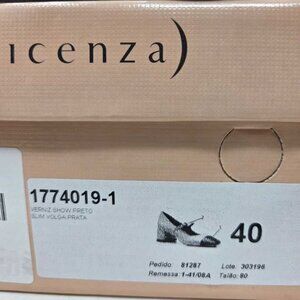 icenza)
1774019-1
VERNIZ SHOW PRETO
SLIM VOLGA PRATA
40
Pedido: 81287 Lote: 303198
Remessa: 1-41/08A Talão: 80